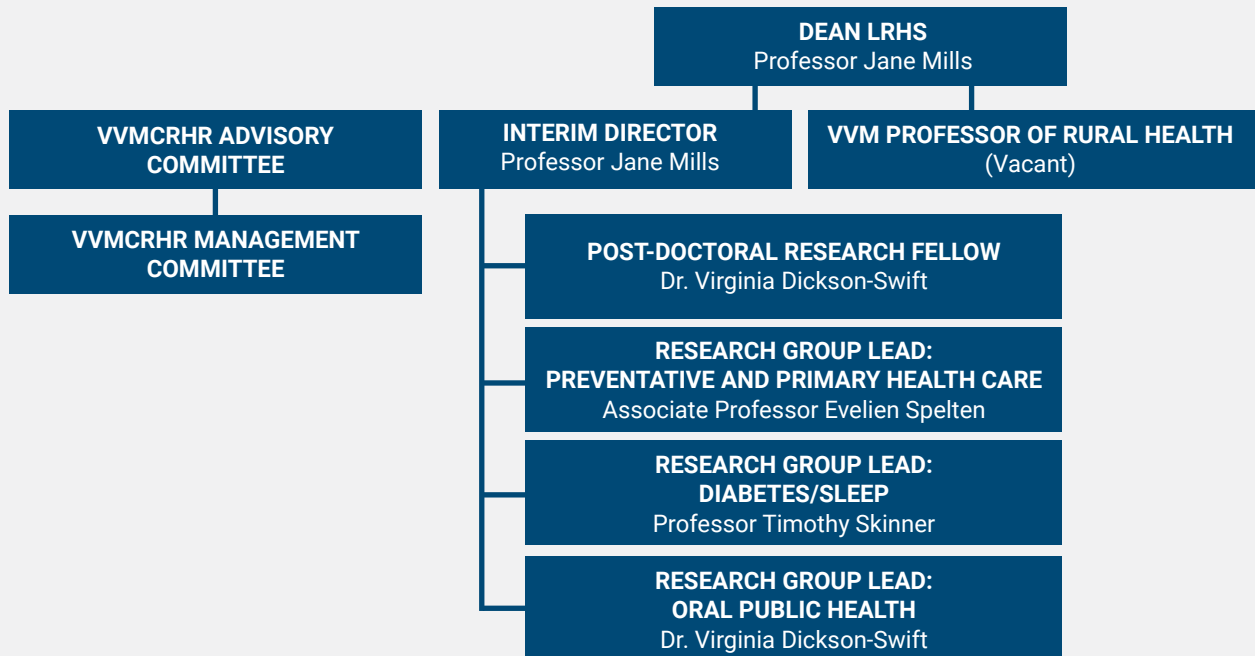 DEAN LRHS
Professor Jane Mills
VVMCRHR ADVISORY
COMMITTEE
INTERIM DIRECTOR
Professor Jane Mills
VVM PROFESSOR OF RURAL HEALTH
(Vacant)
VVMCRHR MANAGEMENT
COMMITTEE
POST-DOCTORAL RESEARCH FELLOW
Dr. Virginia Dickson-Swift
RESEARCH GROUP LEAD:
PREVENTATIVE AND PRIMARY HEALTH CARE
Associate Professor Evelien Spelten
RESEARCH GROUP LEAD:
DIABETES/SLEEP
Professor Timothy Skinner
RESEARCH GROUP LEAD:
ORAL PUBLIC HEALTH
Dr. Virginia Dickson-Swift